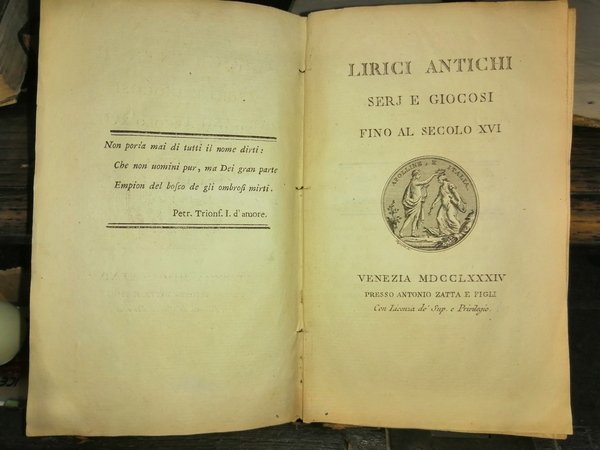 Non poria mai di tutti il nome dirti:
Che non uomini pur, ma Dei gran parte
Empion del bosco de gli ombrosi mirti.
Petr. Trionf. I. d'amore.
LIRICI ANTICHI
SERJ E GIOCOSI
FINO AL SECOLO XVI
APOLLINE, E ITALIA.
VENEZIA MDCCLXXXIV
PRESSO ANTONIO ZATTA E FIGLI
Con Licenza de' Sup. e Privilegio.